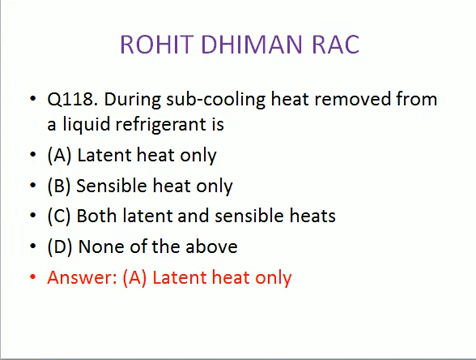 ROHIT DHIMAN RAC
• Q118. During sub-cooling heat removed from
a liquid refrigerant is
• (A) Latent heat only
• (B) Sensible heat only
• (C) Both latent and sensible heats
• (D) None of the above
• Answer: (A) Latent heat only